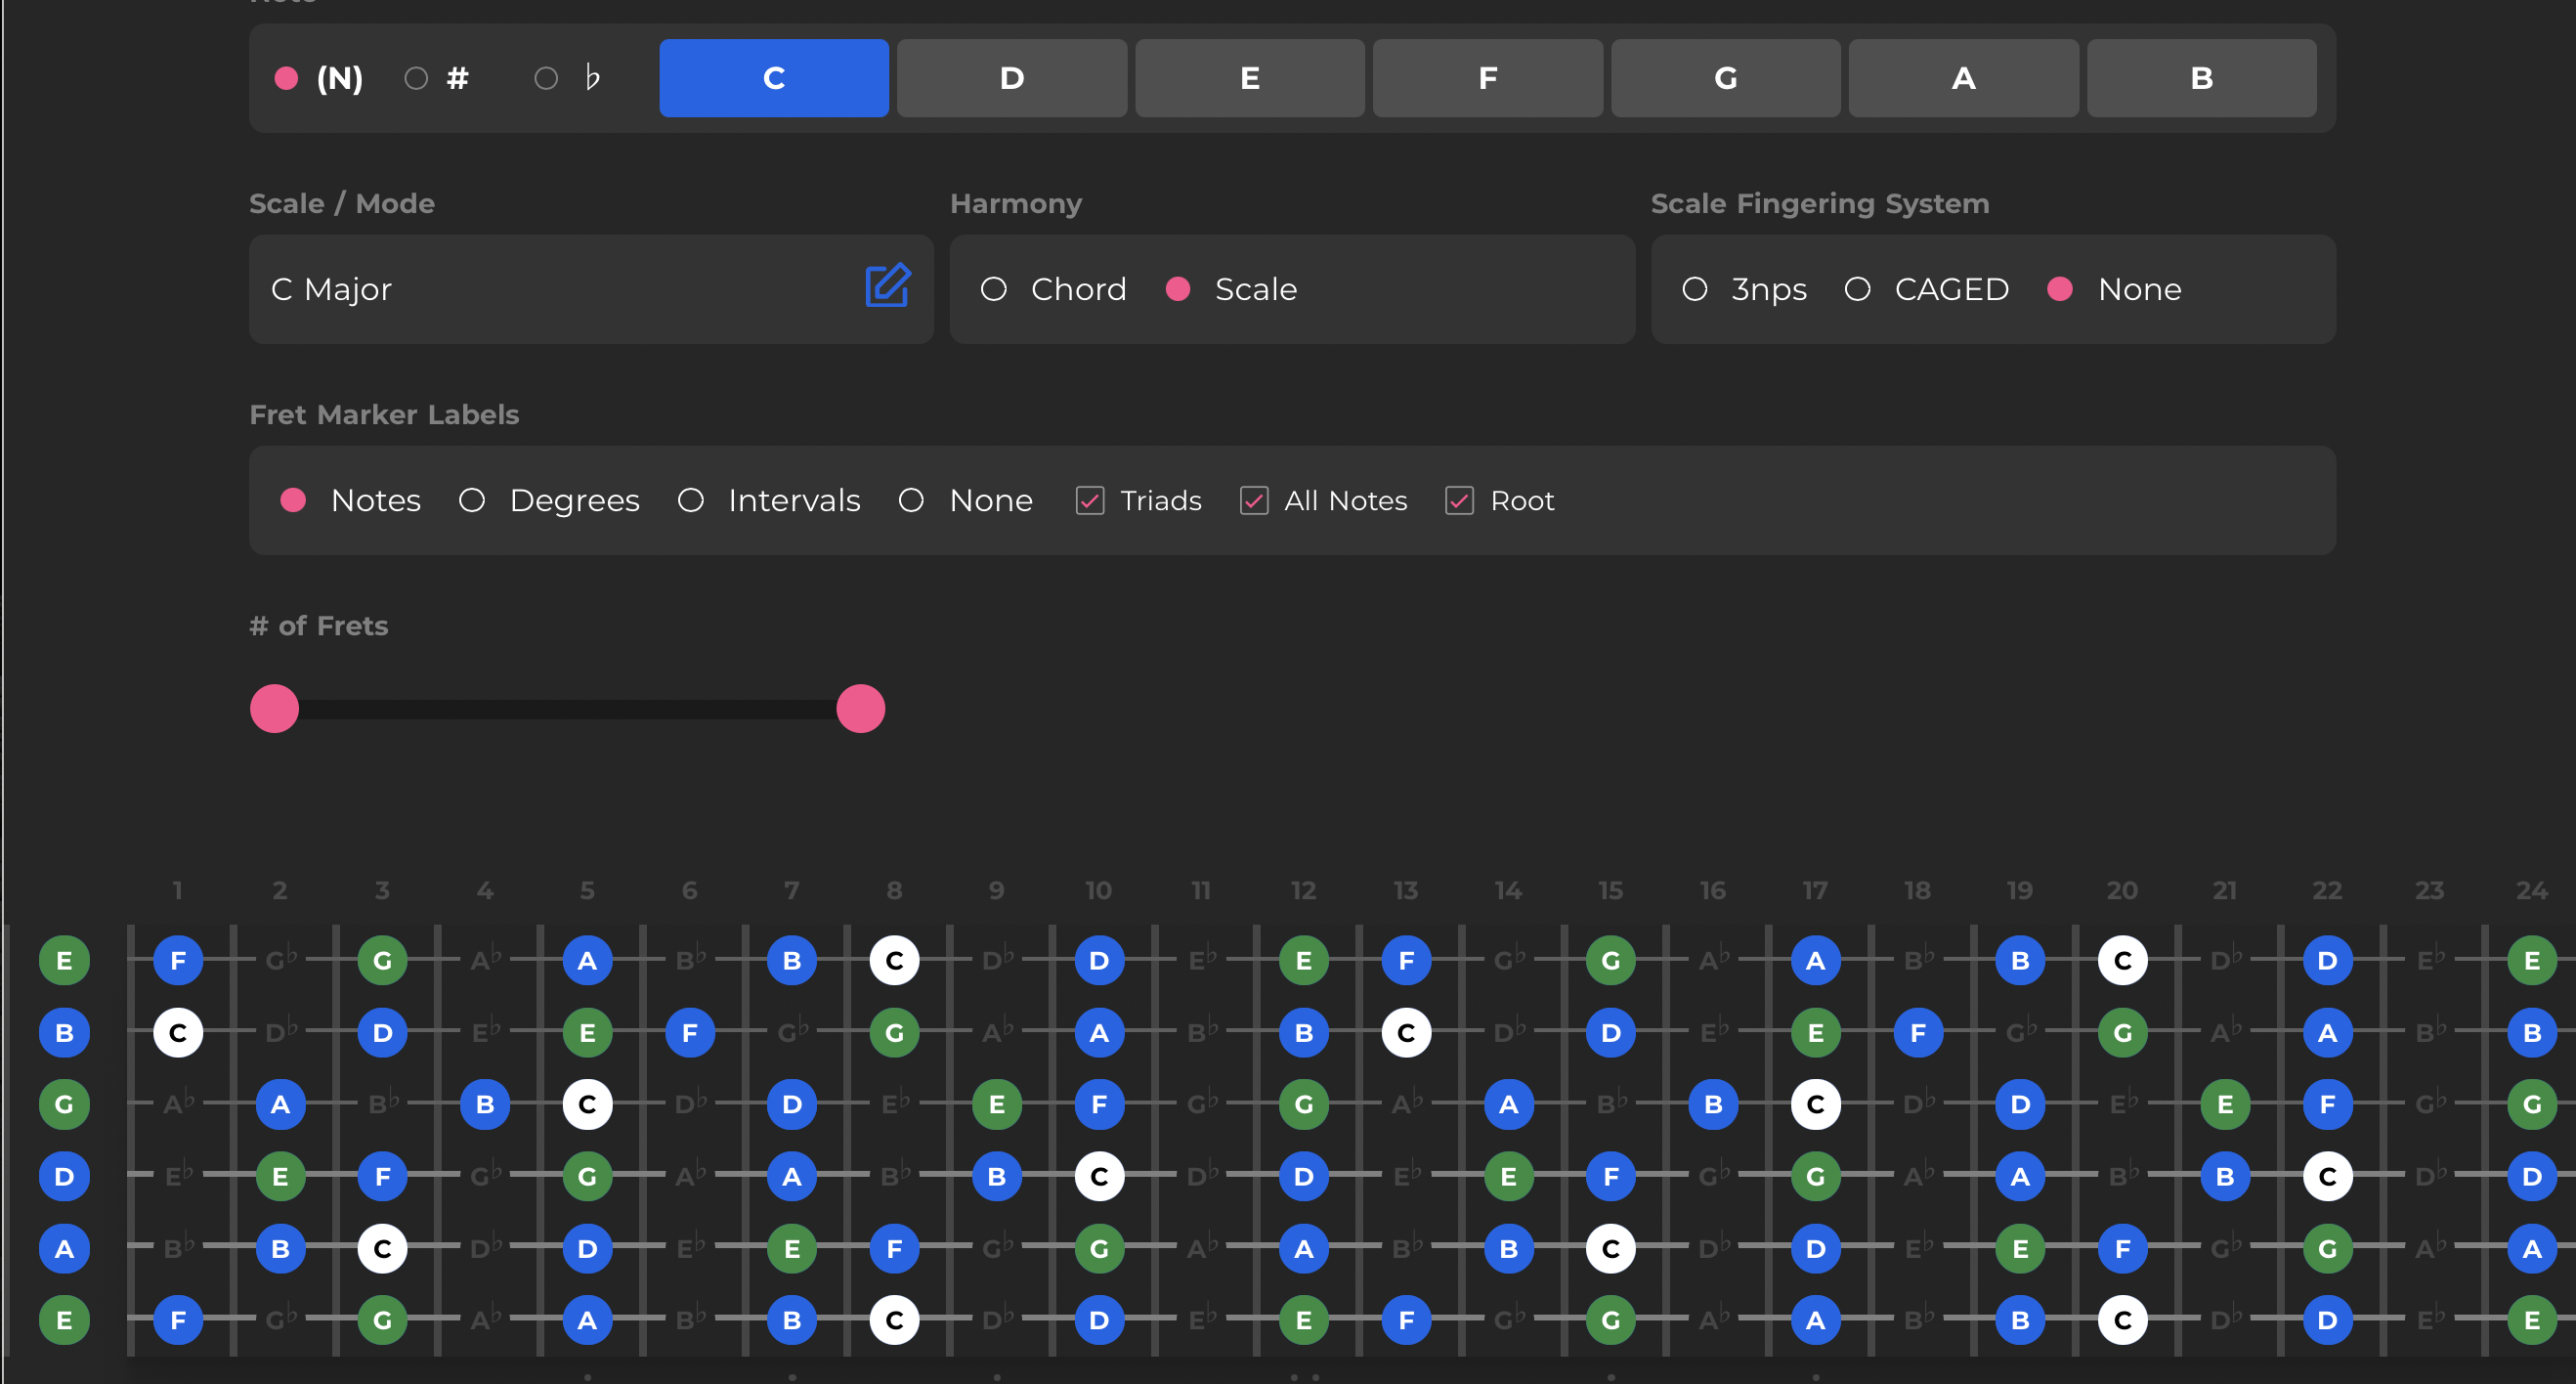 (N) # ♭ C D E F G A B
Scale / Mode Harmony Scale Fingering System
C Major Chord Scale 3nps CAGED None
Fret Marker Labels
Notes Degrees Intervals None Triads All Notes Root
# of Frets
1 2 3 4 5 6 7 8 9 10 11 12 13 14 15 16 17 18 19 20 21 22 23 24
E F G♭ G A♭ A B♭ B C D♭ D E♭ E F G♭ G A♭ A B♭ B C D♭ D E♭ E
B C D♭ D E♭ E F G♭ G A♭ A B♭ B C D♭ D E♭ E F G♭ G A♭ A B♭ B
G A♭ A B♭ B C D♭ D E♭ E F G♭ G A♭ A B♭ B C D♭ D E♭ E F G♭ G
D E♭ E F G♭ G A♭ A B♭ B C D♭ D E♭ E F G♭ G A♭ A B♭ B C D♭ D
A B♭ B C D♭ D E♭ E F G♭ G A♭ A B♭ B C D♭ D E♭ E F G♭ G A♭ A
E F G♭ G A♭ A B♭ B C D♭ D E♭ E F G♭ G A♭ A B♭ B C D♭ D E♭ E